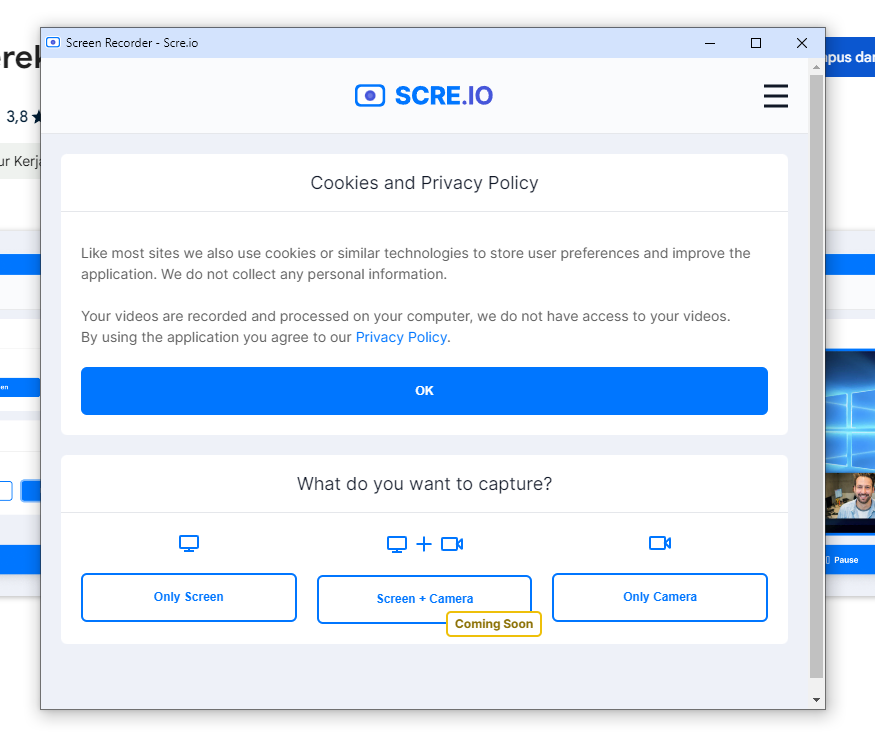 Screen Recorder - Scre.io
SCRE.IO
3,8
ur Kerja
pus dar
Cookies and Privacy Policy
Like most sites we also use cookies or similar technologies to store user preferences and improve the
application. We do not collect any personal information.
Your videos are recorded and processed on your computer, we do not have access to your videos.
By using the application you agree to our Privacy Policy.
OK
What do you want to capture?
Only Screen
Screen + Camera
Only Camera
Coming Soon
Pause